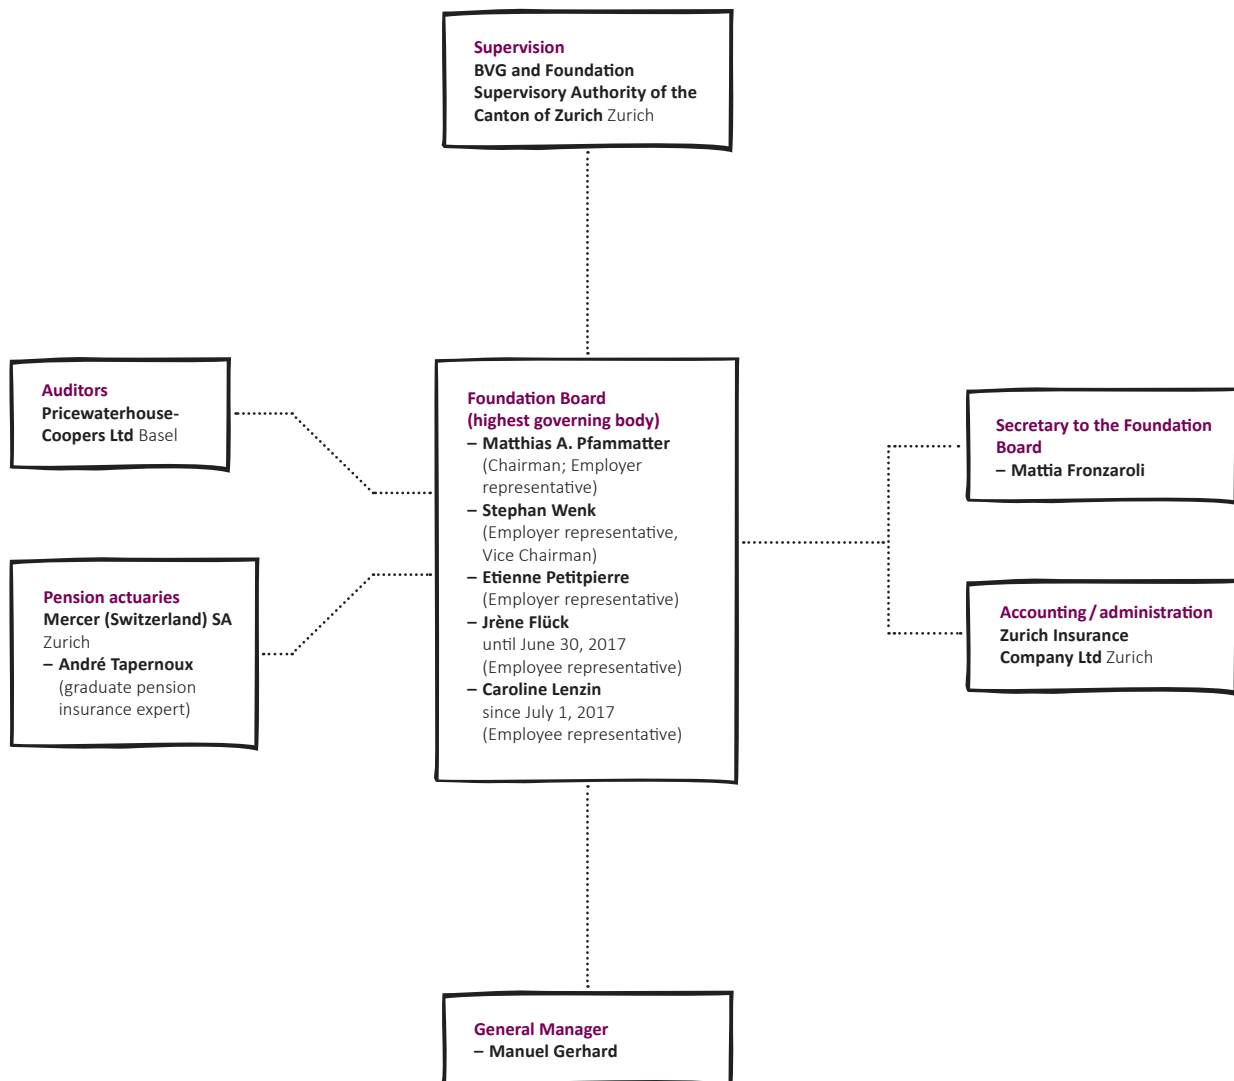 Supervision
BVG and Foundation
Supervisory Authority of the
Canton of Zurich Zurich
Auditors
Pricewaterhouse-
Coopers Ltd Basel
Pension actuaries
Mercer (Switzerland) SA
Zurich
– André Tapernoux
(graduate pension
insurance expert)
Foundation Board
(highest governing body)
– Matthias A. Pfammatter
(Chairman; Employer
representative)
– Stephan Wenk
(Employer representative,
Vice Chairman)
– Etienne Petitpierre
(Employer representative)
– Jrène Flück
until June 30, 2017
(Employee representative)
– Caroline Lenzin
since July 1, 2017
(Employee representative)
Secretary to the Foundation
Board
– Mattia Fronzaroli
Accounting / administration
Zurich Insurance
Company Ltd Zurich
General Manager
– Manuel Gerhard